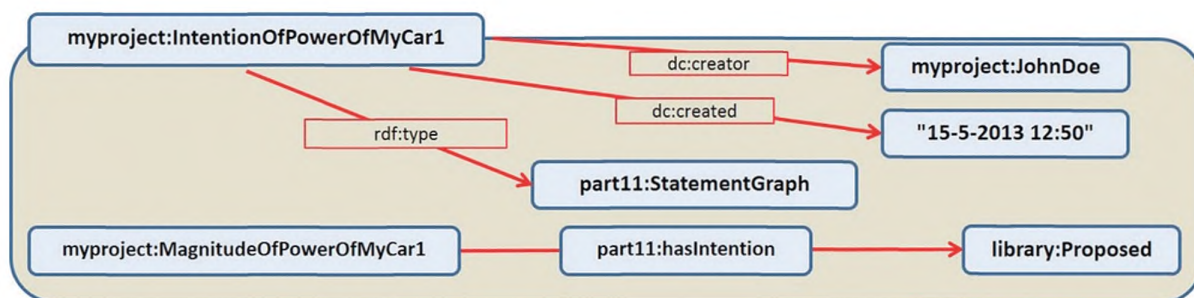 myproject:IntentionOfPowerOfMyCar1
dc:creator
myproject:JohnDoe
dc:created
"15-5-2013 12:50"
rdf:type
part11:StatementGraph
myproject:MagnitudeOfPowerOfMyCar1
part11:hasIntention
library:Proposed